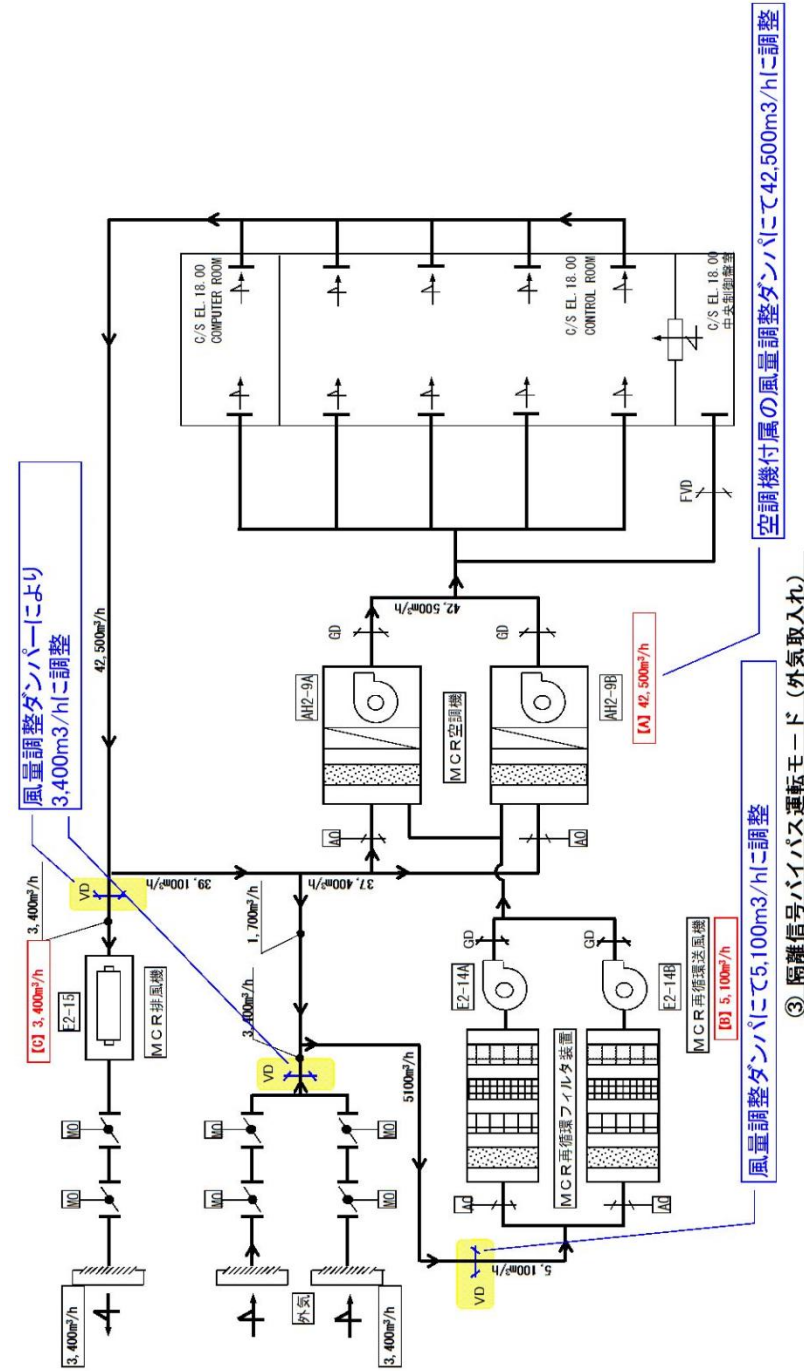 風量調整ダンパーにより
3,400m3/hに調整
42,500m³/h
C/S EL.18.00
COMPUTER ROOM
C/S EL.18.00
CONTROL ROOM
C/S EL.18.00
中央制御盤室
FVD
VD
3,400m³/h
【C】3,400m³/h
E2-15
MCR排風機
MO
MO
3,400m³/h
39,100m³/h
1,700m³/h
37,400m³/h
3,400m³/h
VD
MO
MO
MO
MO
外気
3,400m³/h
5100m³/h
AH2-9A
GD
42,500m³/h
MCR空調機
GD
AH2-9B
【A】42,500m³/h
AO
AO
GD
E2-14A
GD
E2-14B
MCR再循環送風機
【B】5,100m³/h
MCR再循環フィルタ装置
AO
AO
VD
5,100m³/h
空調機付属の風量調整ダンパにて42,500m3/hに調整
風量調整ダンパにて5,100m3/hに調整
③ 隔離信号バイパス運転モード（外気取入れ）